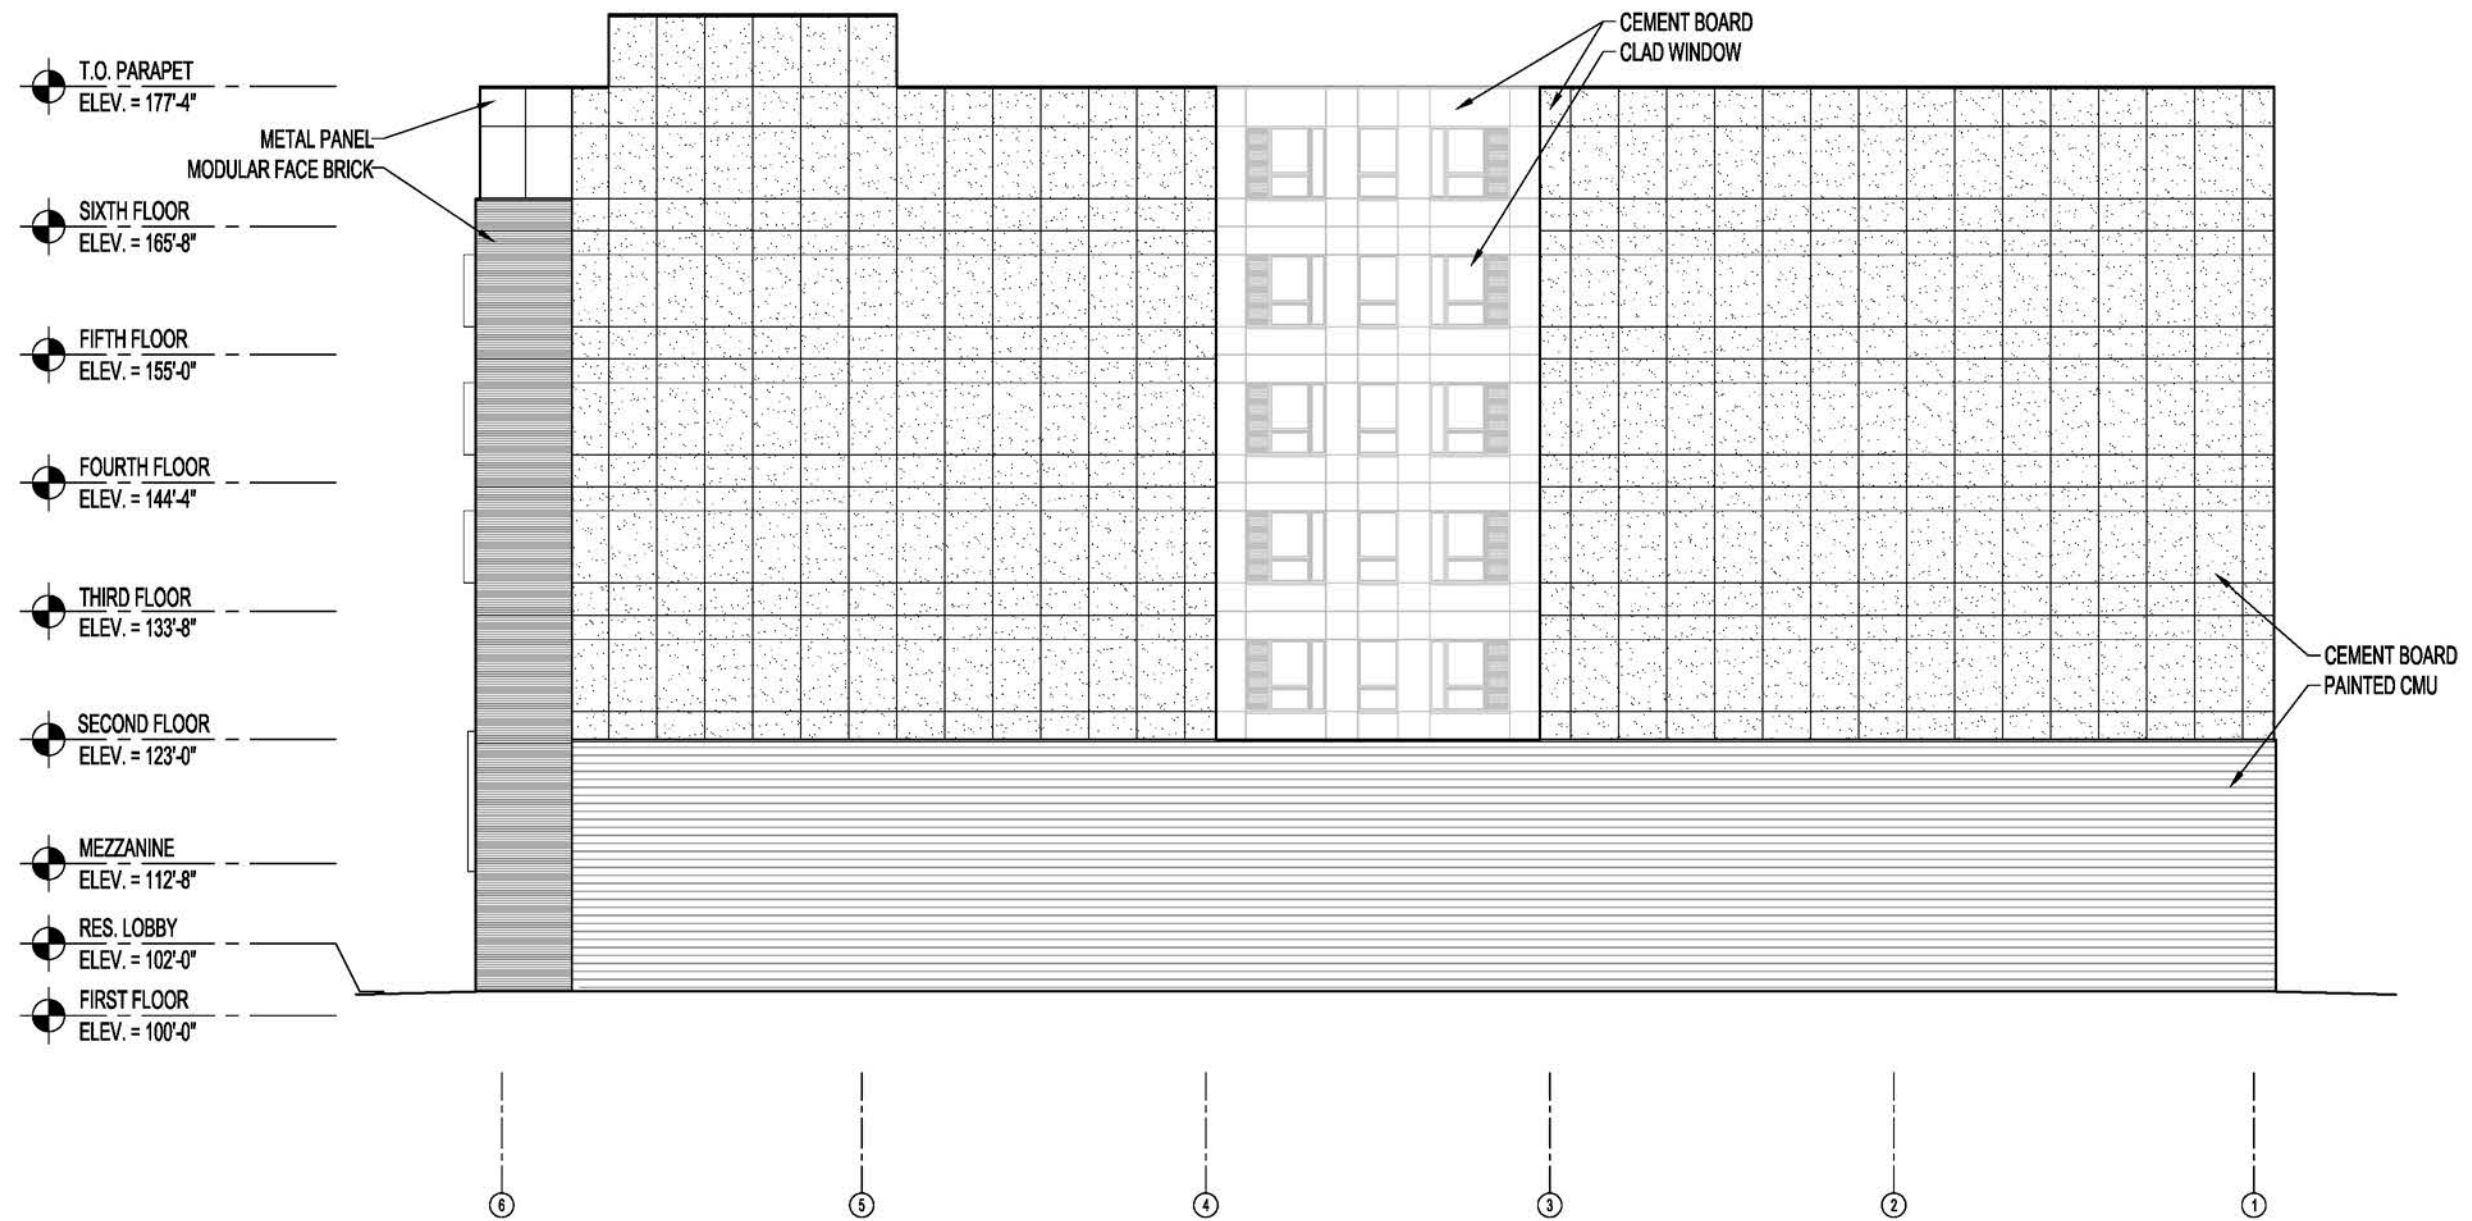 T.O. PARAPET
ELEV. = 177'-4"
METAL PANEL
MODULAR FACE BRICK
SIXTH FLOOR
ELEV. = 165'-8"
FIFTH FLOOR
ELEV. = 155'-0"
FOURTH FLOOR
ELEV. = 144'-4"
THIRD FLOOR
ELEV. = 133'-8"
SECOND FLOOR
ELEV. = 123'-0"
MEZZANINE
ELEV. = 112'-8"
RES. LOBBY
ELEV. = 102'-0"
FIRST FLOOR
ELEV. = 100'-0"
CEMENT BOARD
CLAD WINDOW
CEMENT BOARD
PAINTED CMU
6 5 4 3 2 1